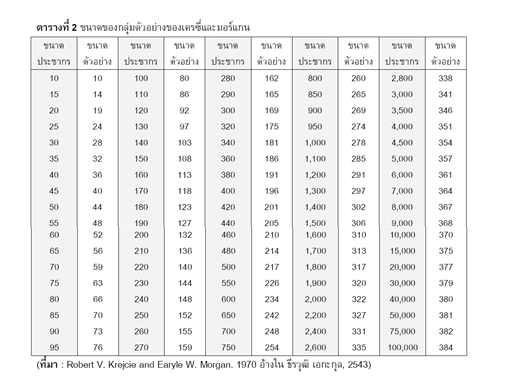 ตารางที่ 2 ขนาดของกลุ่มตัวอย่างของเครซี่และมอร์แกน
ขนาด ขนาด ขนาด ขนาด ขนาด ขนาด ขนาด ขนาด ขนาด ขนาด
ประชากร ตัวอย่าง ประชากร ตัวอย่าง ประชากร ตัวอย่าง ประชากร ตัวอย่าง ประชากร ตัวอย่าง
10 10 100 80 280 162 800 260 2,800 338
15 14 110 86 290 165 850 265 3,000 341
20 19 120 92 300 169 900 269 3,500 346
25 24 130 97 320 175 950 274 4,000 351
30 28 140 103 340 181 1,000 278 4,500 354
35 32 150 108 360 186 1,100 285 5,000 357
40 36 160 113 380 191 1,200 291 6,000 361
45 40 170 118 400 196 1,300 297 7,000 364
50 44 180 123 420 201 1,400 302 8,000 367
55 48 190 127 440 205 1,500 306 9,000 368
60 52 200 132 460 210 1,600 310 10,000 370
65 56 210 136 480 214 1,700 313 15,000 375
70 59 220 140 500 217 1,800 317 20,000 377
75 63 230 144 550 226 1,900 320 30,000 379
80 66 240 148 600 234 2,000 322 40,000 380
85 70 250 152 650 242 2,200 327 50,000 381
90 73 260 155 700 248 2,400 331 75,000 382
95 76 270 159 750 254 2,600 335 100,000 384
(ที่มา : Robert V. Krejcie and Earyle W. Morgan. 1970 อ้างใน ธีรวุฒิ เอกะกุล, 2543)